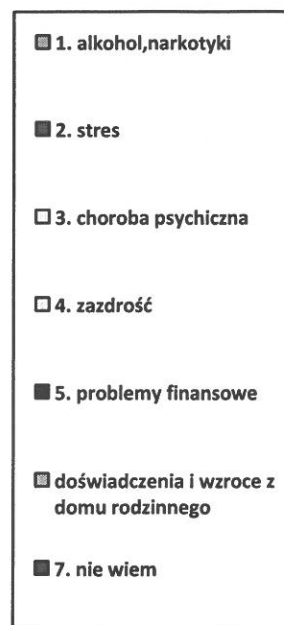 1. alkohol,narkotyki
2. stres
3. choroba psychiczna
4. zazdrość
5. problemy finansowe
doświadczenia i wzroce z
domu rodzinnego
7. nie wiem